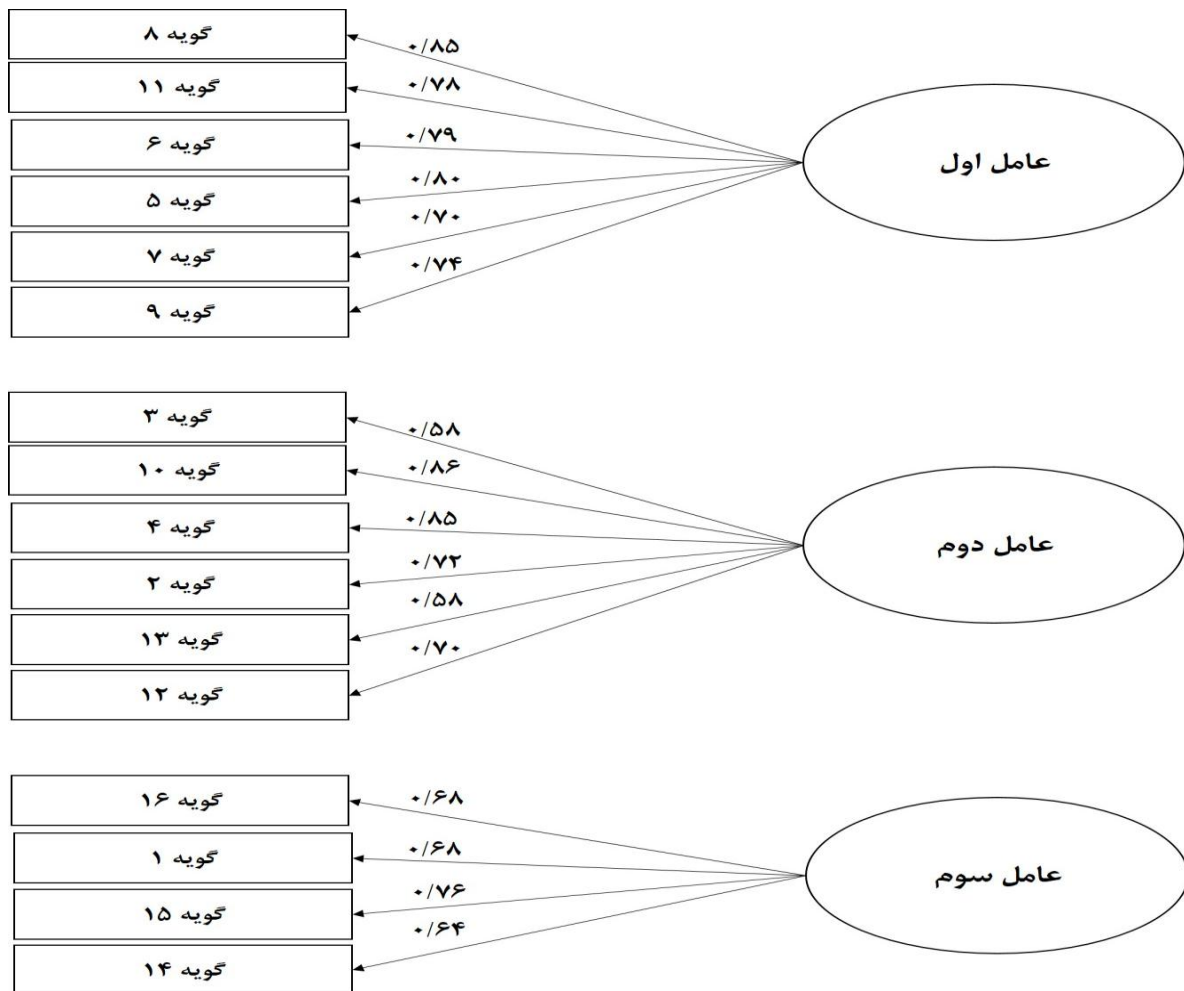 گویه ۸
۰/۸۵
گویه ۱۱
۰/۷۸
گویه ۶
۰/۷۹
عامل اول
گویه ۵
۰/۸۰
گویه ۷
۰/۷۰
گویه ۹
۰/۷۴
گویه ۳
۰/۵۸
گویه ۱۰
۰/۸۶
گویه ۴
۰/۸۵
عامل دوم
گویه ۲
۰/۷۲
گویه ۱۳
۰/۵۸
گویه ۱۲
۰/۷۰
گویه ۱۶
۰/۶۸
گویه ۱
۰/۶۸
عامل سوم
گویه ۱۵
۰/۷۶
گویه ۱۴
۰/۶۴